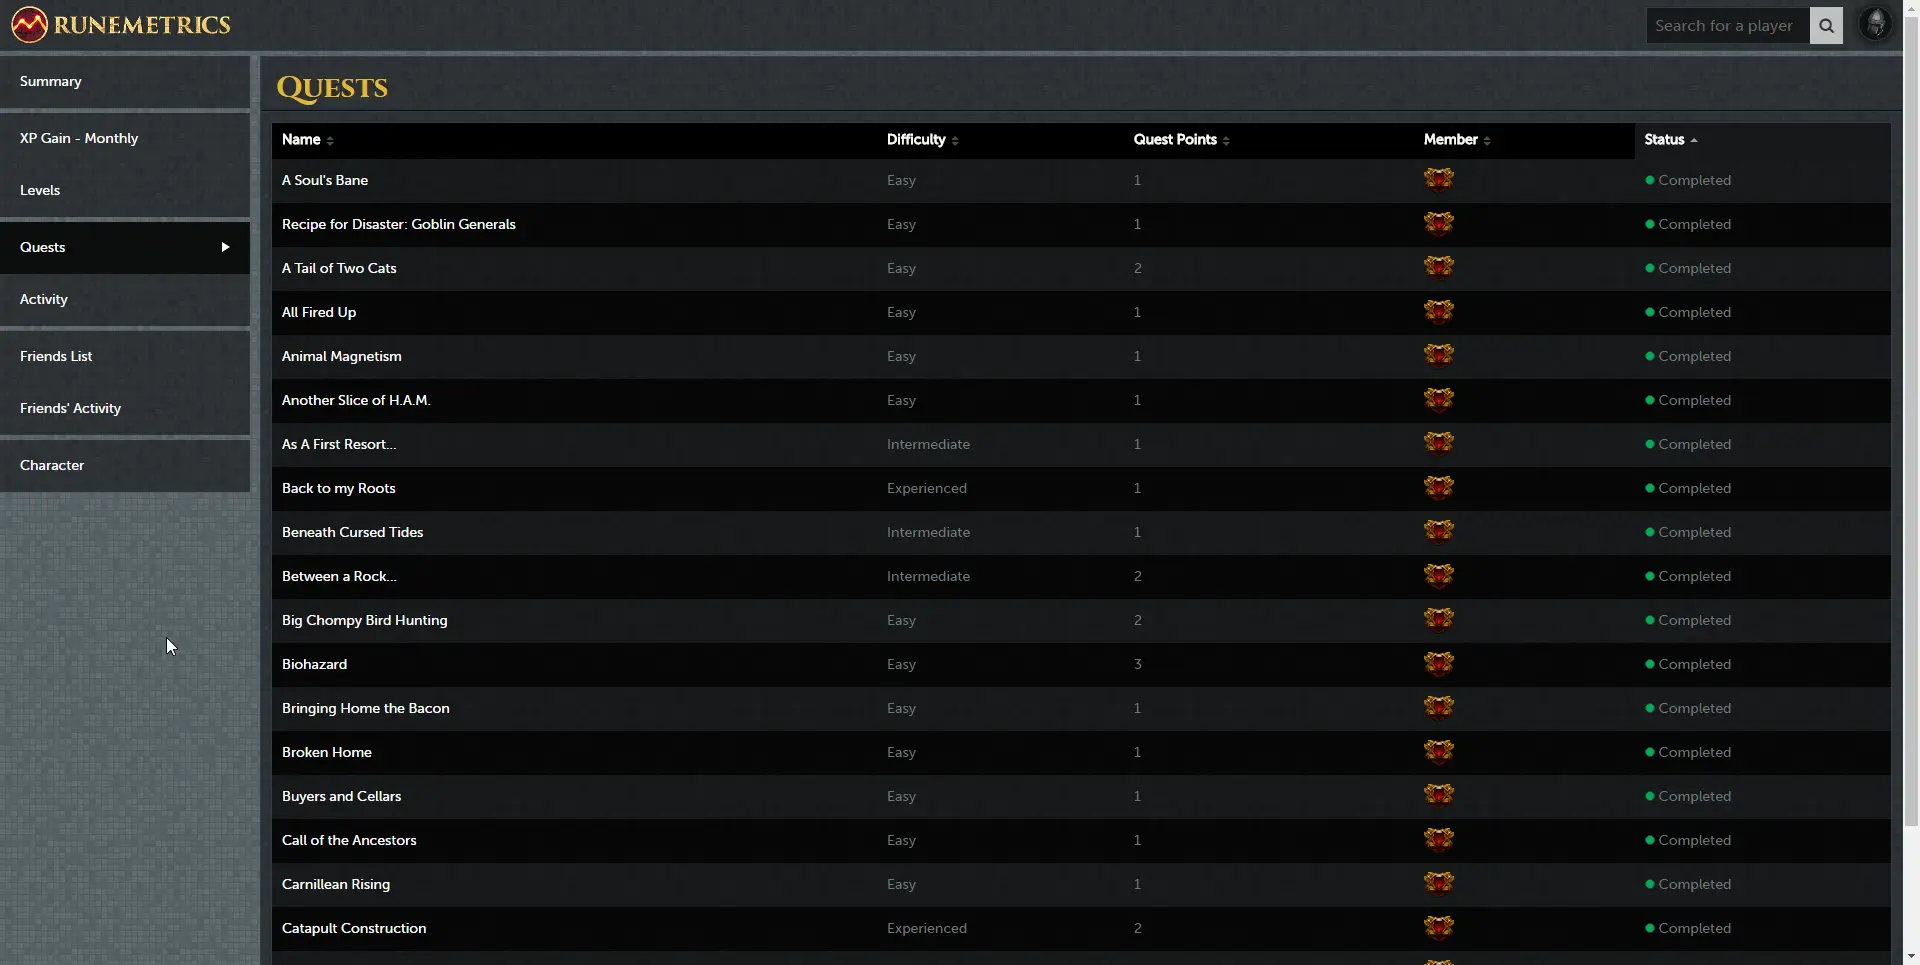 RUNEMETRICS
Search for a player
Summary
XP Gain - Monthly
Levels
Quests
Activity
Friends List
Friends' Activity
Character
QUESTS
Name Difficulty Quest Points Member Status
A Soul's Bane Easy 1 Completed
Recipe for Disaster: Goblin Generals Easy 1 Completed
A Tail of Two Cats Easy 2 Completed
All Fired Up Easy 1 Completed
Animal Magnetism Easy 1 Completed
Another Slice of H.A.M. Easy 1 Completed
As A First Resort... Intermediate 1 Completed
Back to my Roots Experienced 1 Completed
Beneath Cursed Tides Intermediate 1 Completed
Between a Rock... Intermediate 2 Completed
Big Chompy Bird Hunting Easy 2 Completed
Biohazard Easy 3 Completed
Bringing Home the Bacon Easy 1 Completed
Broken Home Easy 1 Completed
Buyers and Cellars Easy 1 Completed
Call of the Ancestors Easy 1 Completed
Carnillean Rising Easy 1 Completed
Catapult Construction Experienced 2 Completed